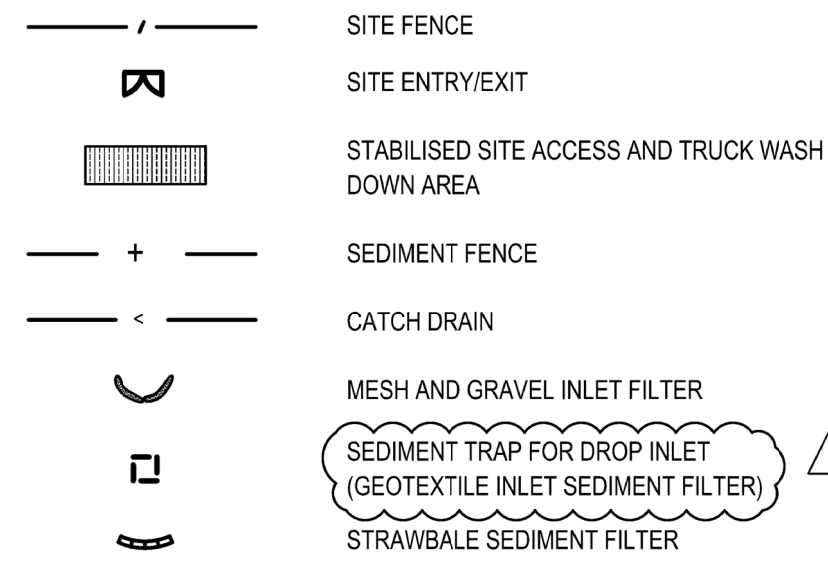 SITE FENCE
SITE ENTRY/EXIT
STABILISED SITE ACCESS AND TRUCK WASH
DOWN AREA
SEDIMENT FENCE
CATCH DRAIN
MESH AND GRAVEL INLET FILTER
SEDIMENT TRAP FOR DROP INLET
(GEOTEXTILE INLET SEDIMENT FILTER)
STRAWBALE SEDIMENT FILTER